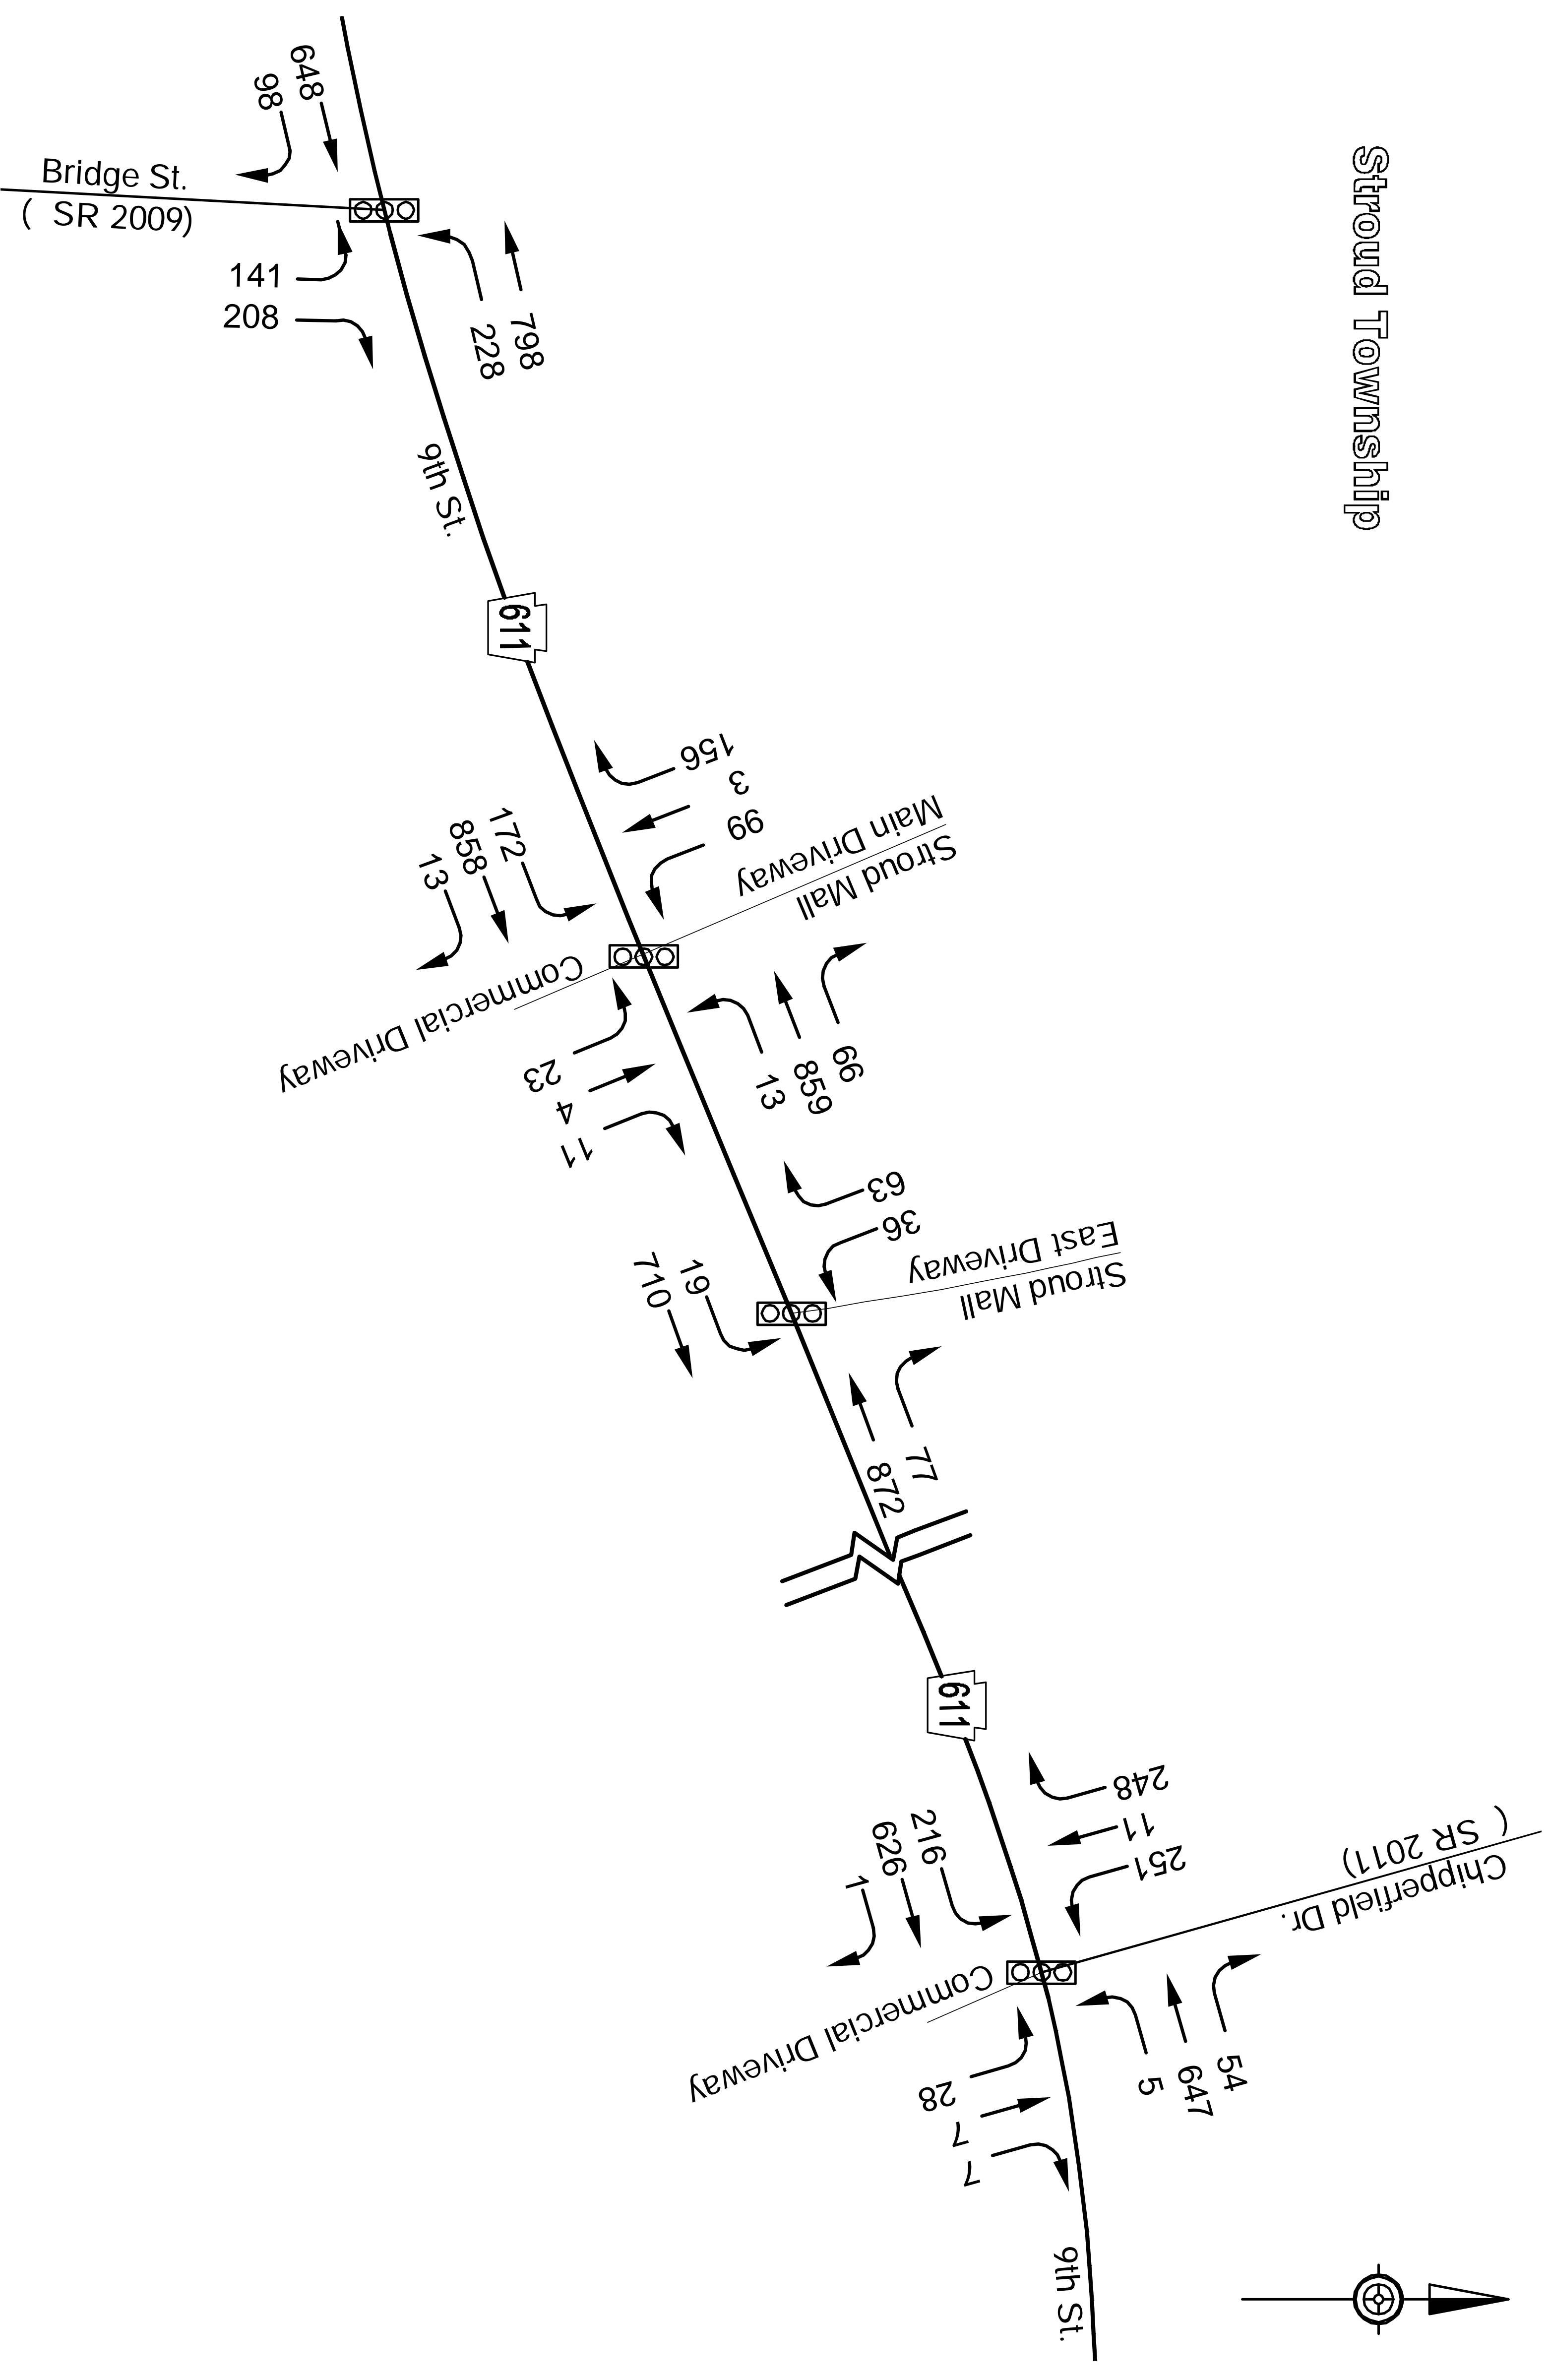 Stroud Township
648
98
Bridge St.
( SR 2009)
141
208
228
798
9th St.
611
156
3
99
172
858
13
Stroud Mall
Main Driveway
Commercial Driveway
23
4
11
13
859
66
63
36
710
19
Stroud Mall
East Driveway
872
77
611
248
11
251
216
626
1
Chipperfield Dr.
( SR 2011)
Commercial Driveway
28
7
7
5
647
54
9th St.